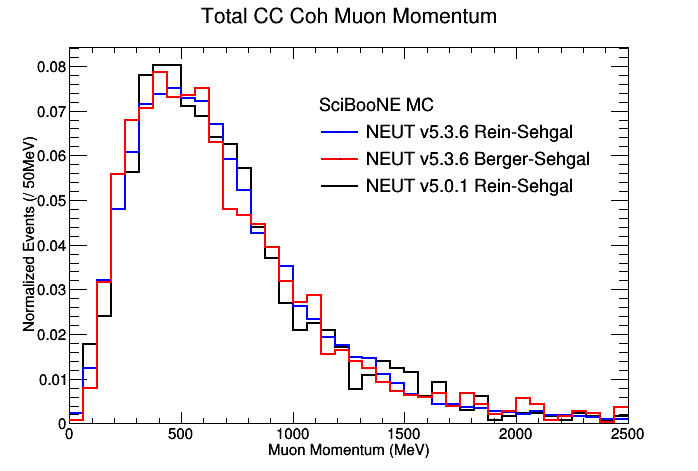 Total CC Coh Muon Momentum
Normalized Events (/ 50MeV)
0.08
0.07
0.06
0.05
0.04
0.03
0.02
0.01
0
SciBooNE MC
NEUT v5.3.6 Rein-Sehgal
NEUT v5.3.6 Berger-Sehgal
NEUT v5.0.1 Rein-Sehgal
0 500 1000 1500 2000 2500
Muon Momentum (MeV)